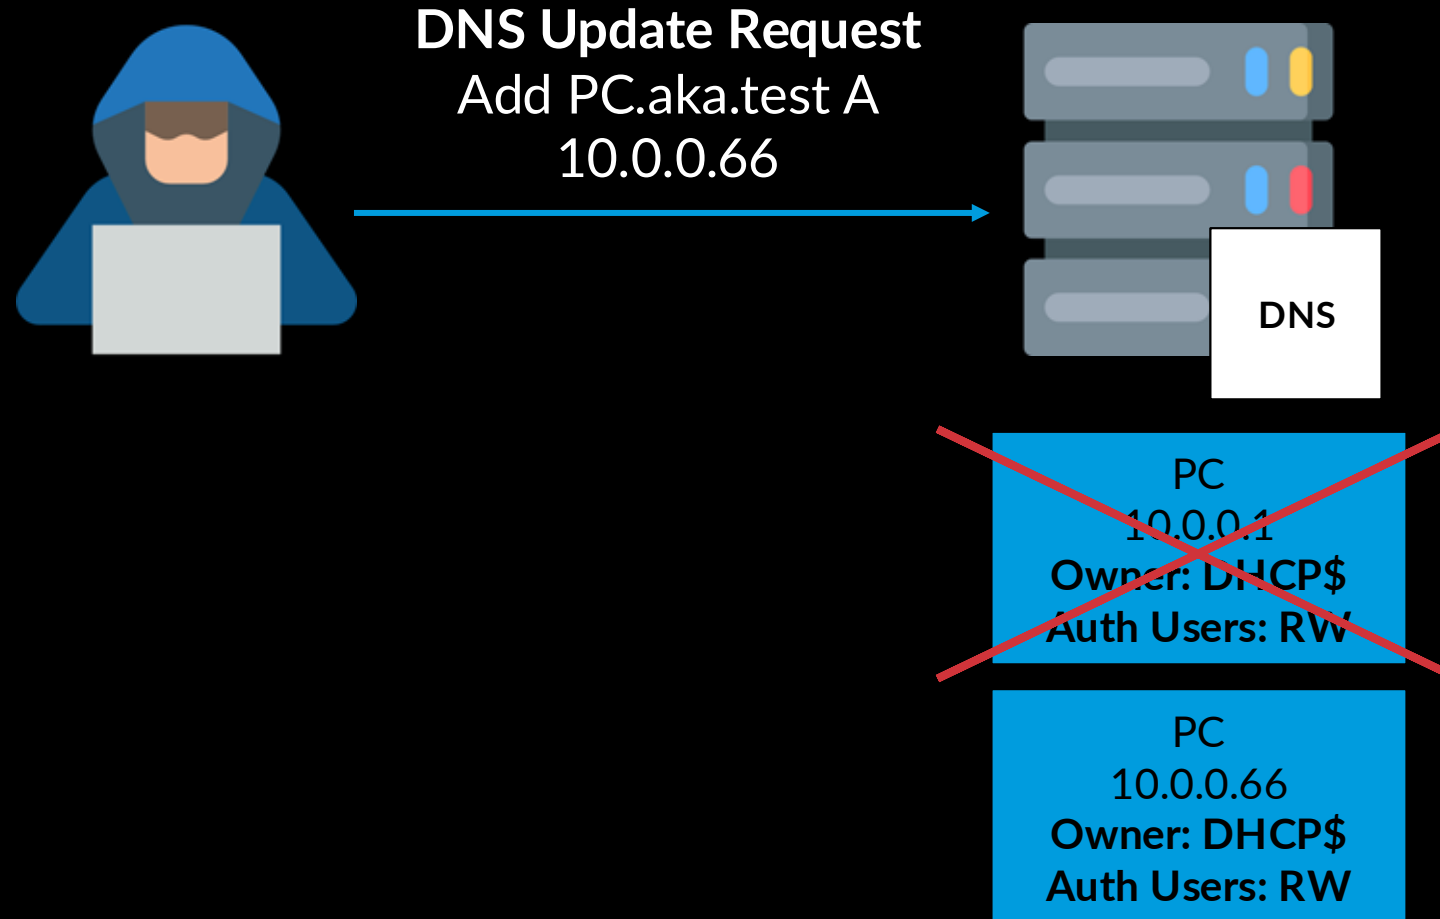 DNS Update Request
Add PC.aka.test A
10.0.0.66
DNS
PC
10.0.0.1
Owner: DHCP$
Auth Users: RW
PC
10.0.0.66
Owner: DHCP$
Auth Users: RW